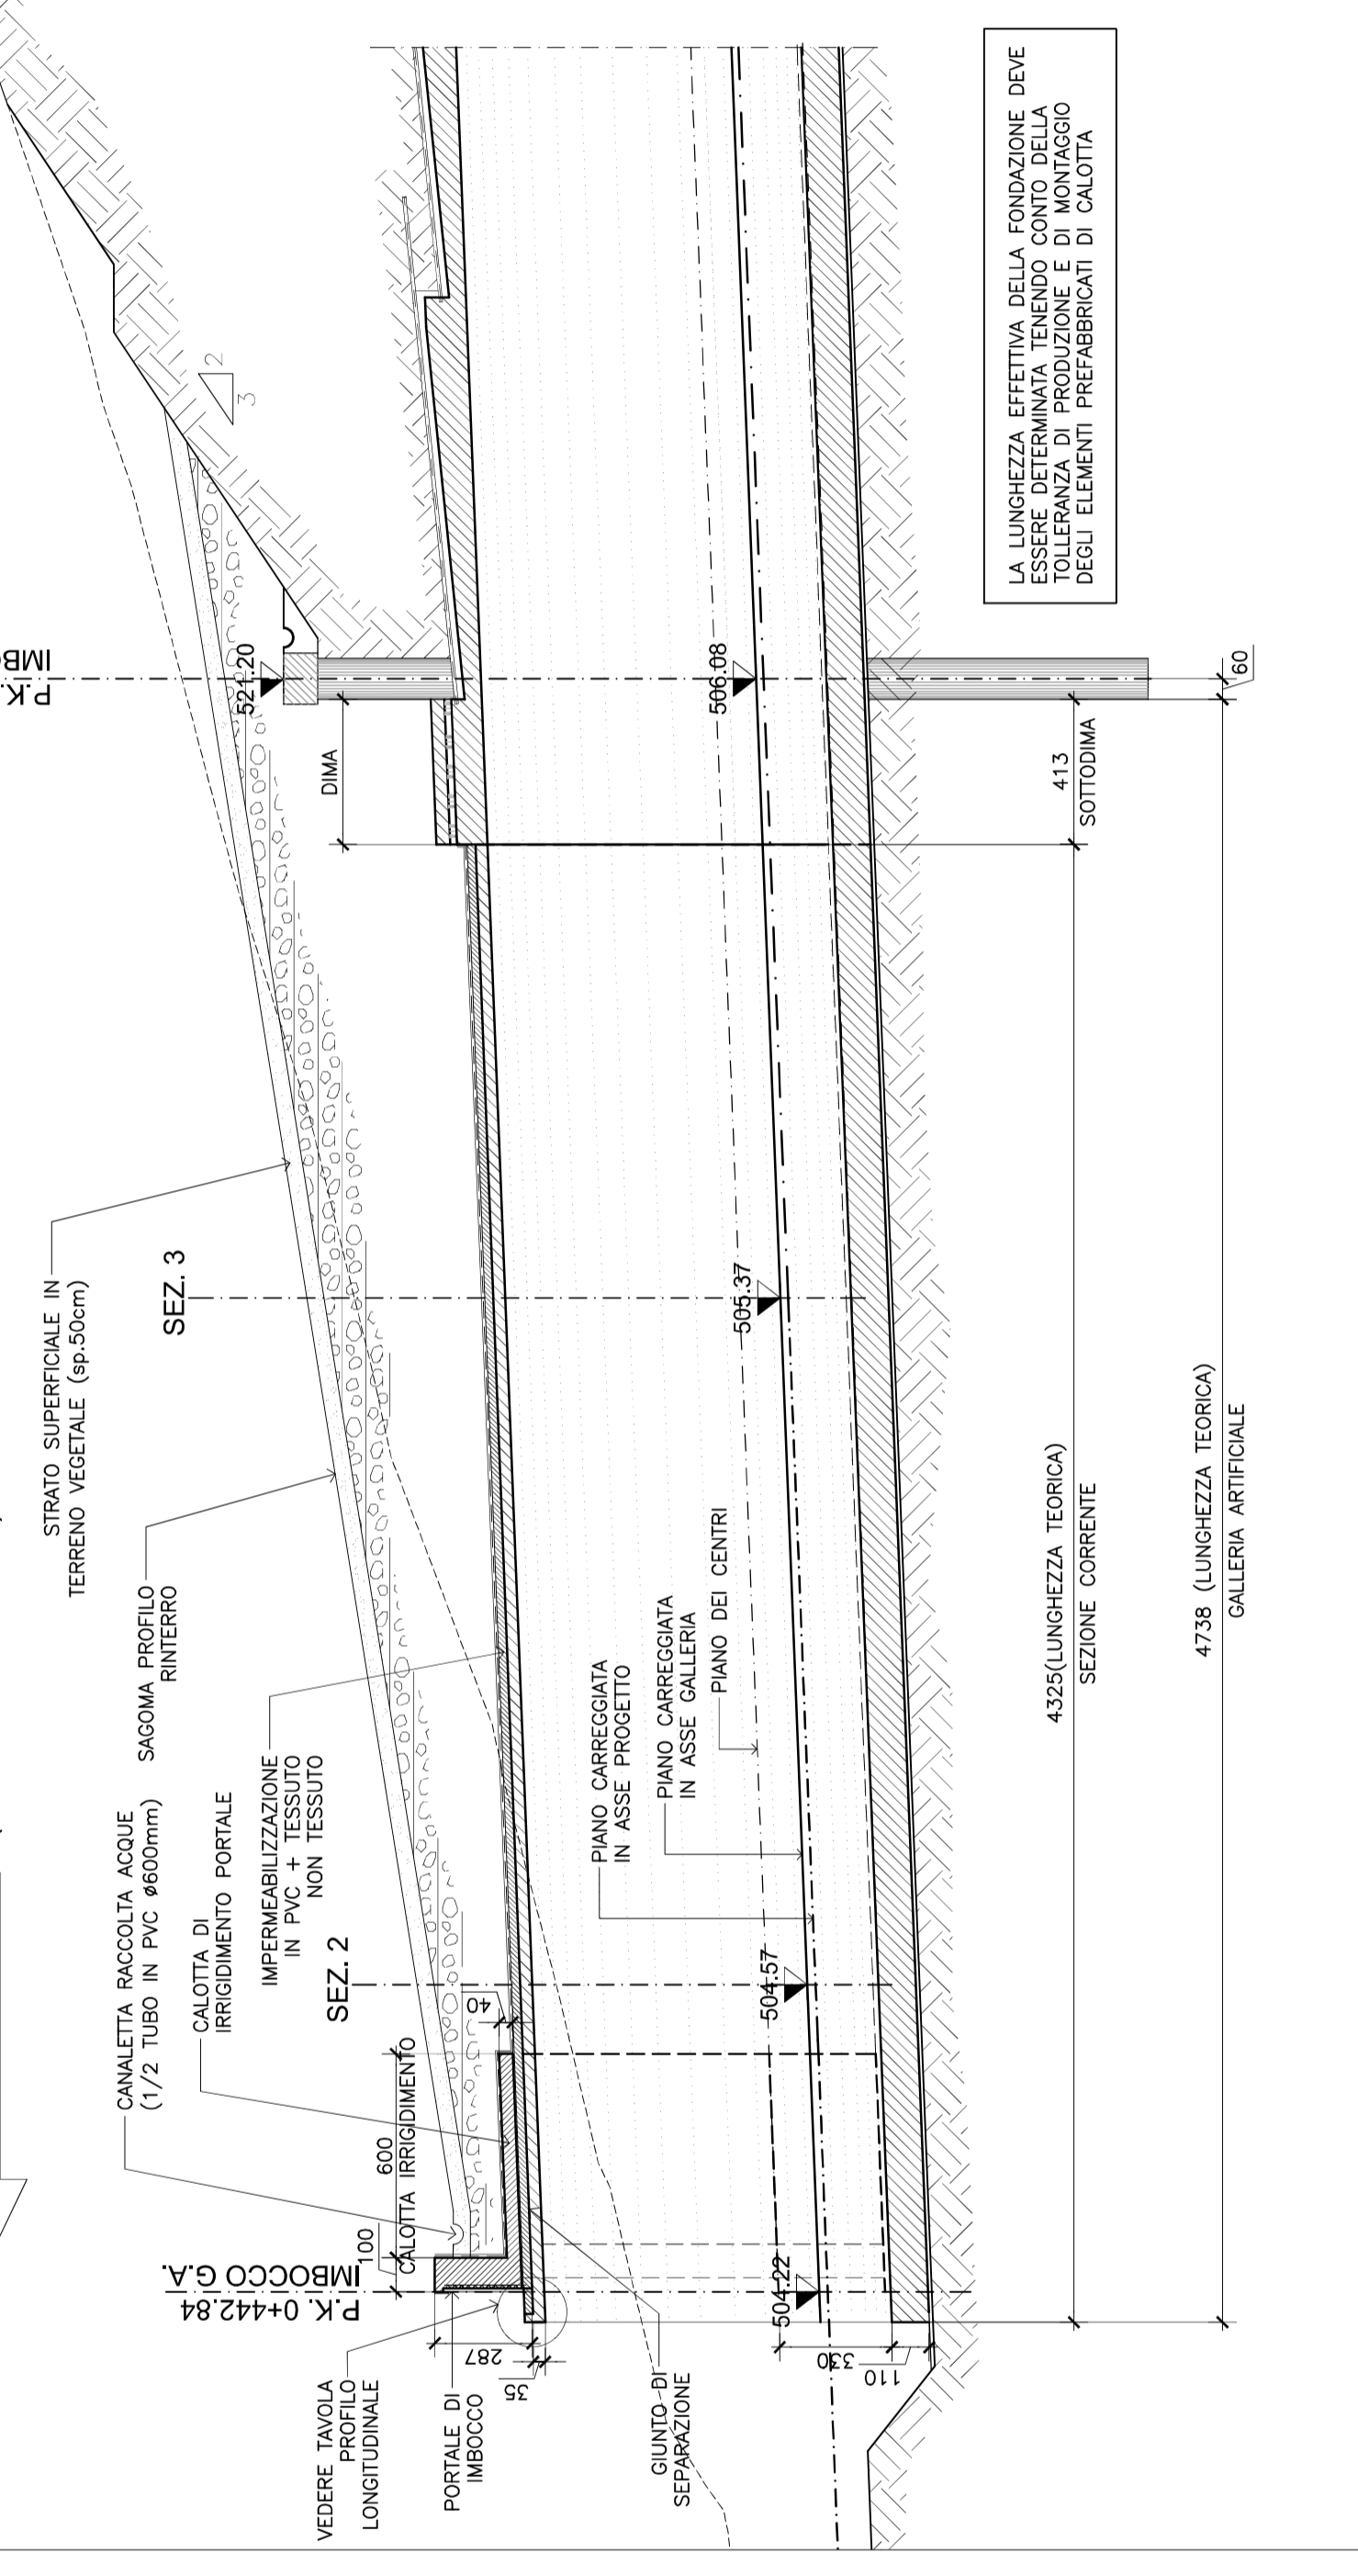 P.K.
IMB
521.20
DIMA
506.08
2
3
LA LUNGHEZZA EFFETTIVA DELLA FONDAZIONE DEVE
ESSERE DETERMINATA TENENDO CONTO DELLA
TOLLERANZA DI PRODUZIONE E DI MONTAGGIO
DEGLI ELEMENTI PREFABBRICATI DI CALOTTA
60
413
SOTTODIMA
STRATO SUPERFICIALE IN
TERRENO VEGETALE (sp.50cm)
SEZ. 3
505.37
SAGOMA PROFILO
RINTERRO
CANALETTA RACCOLTA ACQUE
(1/2 TUBO IN PVC ø600mm)
CALOTTA DI
IRRIGIDIMENTO PORTALE
IMPERMEABILIZZAZIONE
IN PVC + TESSUTO
NON TESSUTO
SEZ. 2
40
504.57
PIANO CARREGGIATA
IN ASSE PROGETTO
PIANO CARREGGIATA
IN ASSE GALLERIA
PIANO DEI CENTRI
4325(LUNGHEZZA TEORICA)
SEZIONE CORRENTE
4738 (LUNGHEZZA TEORICA)
GALLERIA ARTIFICIALE
600
CALOTTA IRRIGIDIMENTO
100
P.K. 0+442.84
IMBOCCO G.A.
504.22
287
35
330
110
VEDERE TAVOLA
PROFILO
LONGITUDINALE
PORTALE DI
IMBOCCO
GIUNTO DI
SEPARAZIONE